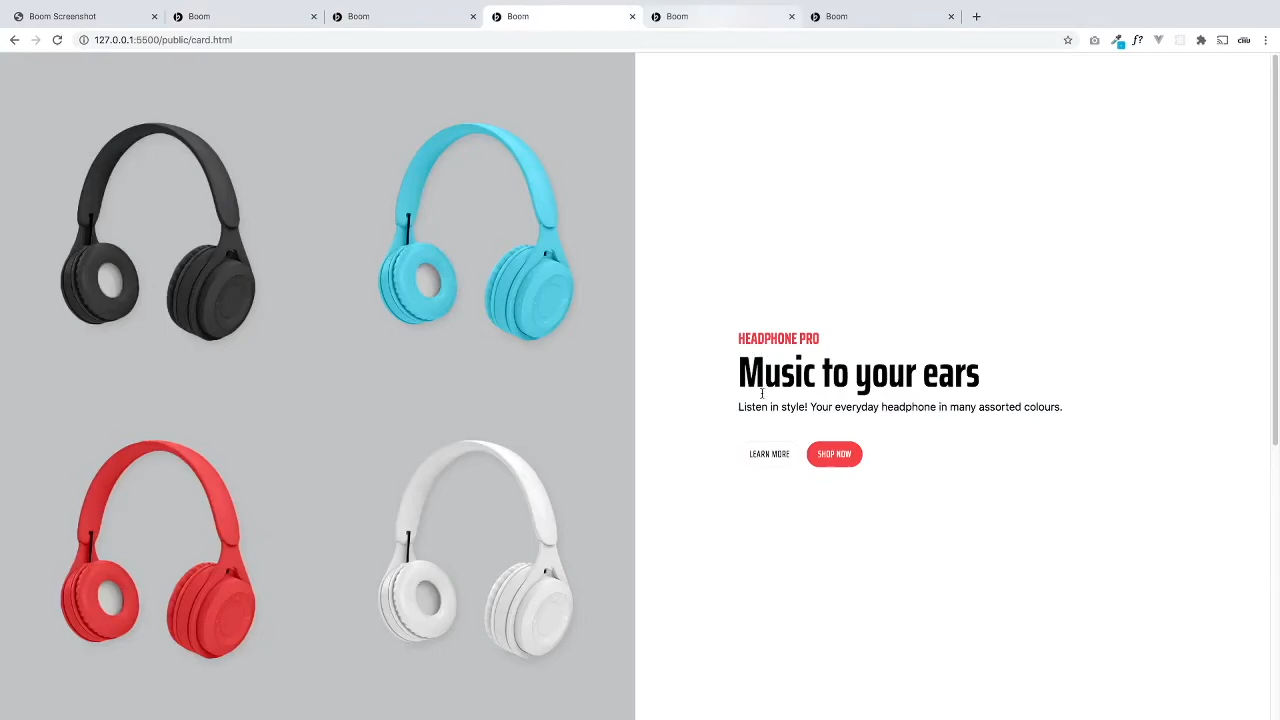 Boom Screenshot
Boom
Boom
Boom
Boom
Boom
127.0.0.1:5500/public/card.html
f?
HEADPHONE PRO
Music to your ears
Listen in style! Your everyday headphone in many assorted colours.
LEARN MORE
SHOP NOW